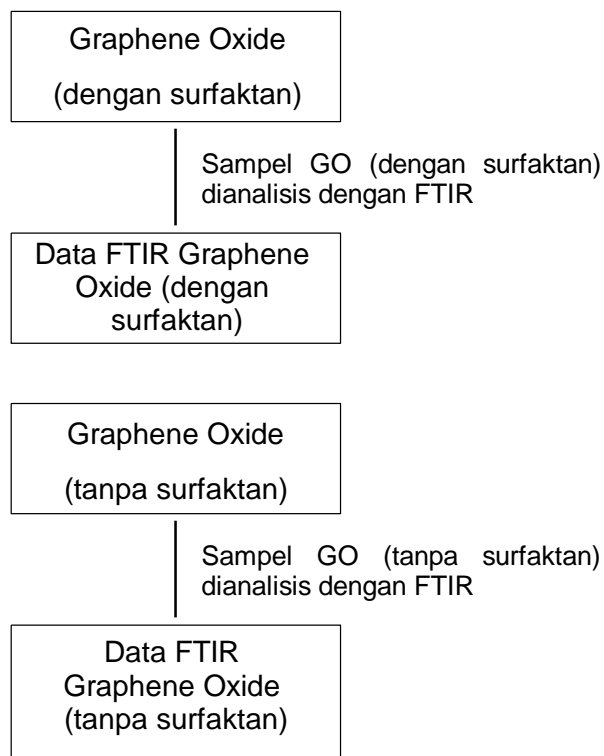 Graphene Oxide
(dengan surfaktan)
Sampel GO (dengan surfaktan)
dianalisis dengan FTIR
Data FTIR Graphene
Oxide (dengan
surfaktan)
Graphene Oxide
(tanpa surfaktan)
Sampel GO (tanpa surfaktan)
dianalisis dengan FTIR
Data FTIR
Graphene Oxide
(tanpa surfaktan)